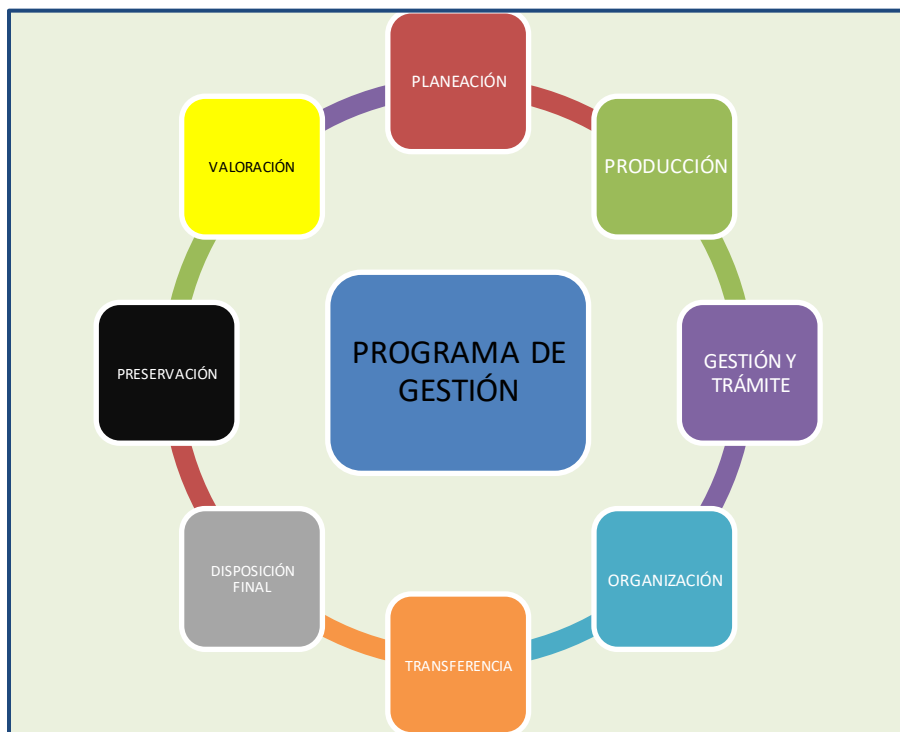 PLANEACIÓN
PRODUCCIÓN
GESTIÓN Y
TRÁMITE
ORGANIZACIÓN
TRANSFERENCIA
DISPOSICIÓN
FINAL
PRESERVACIÓN
VALORACIÓN
PROGRAMA DE
GESTIÓN